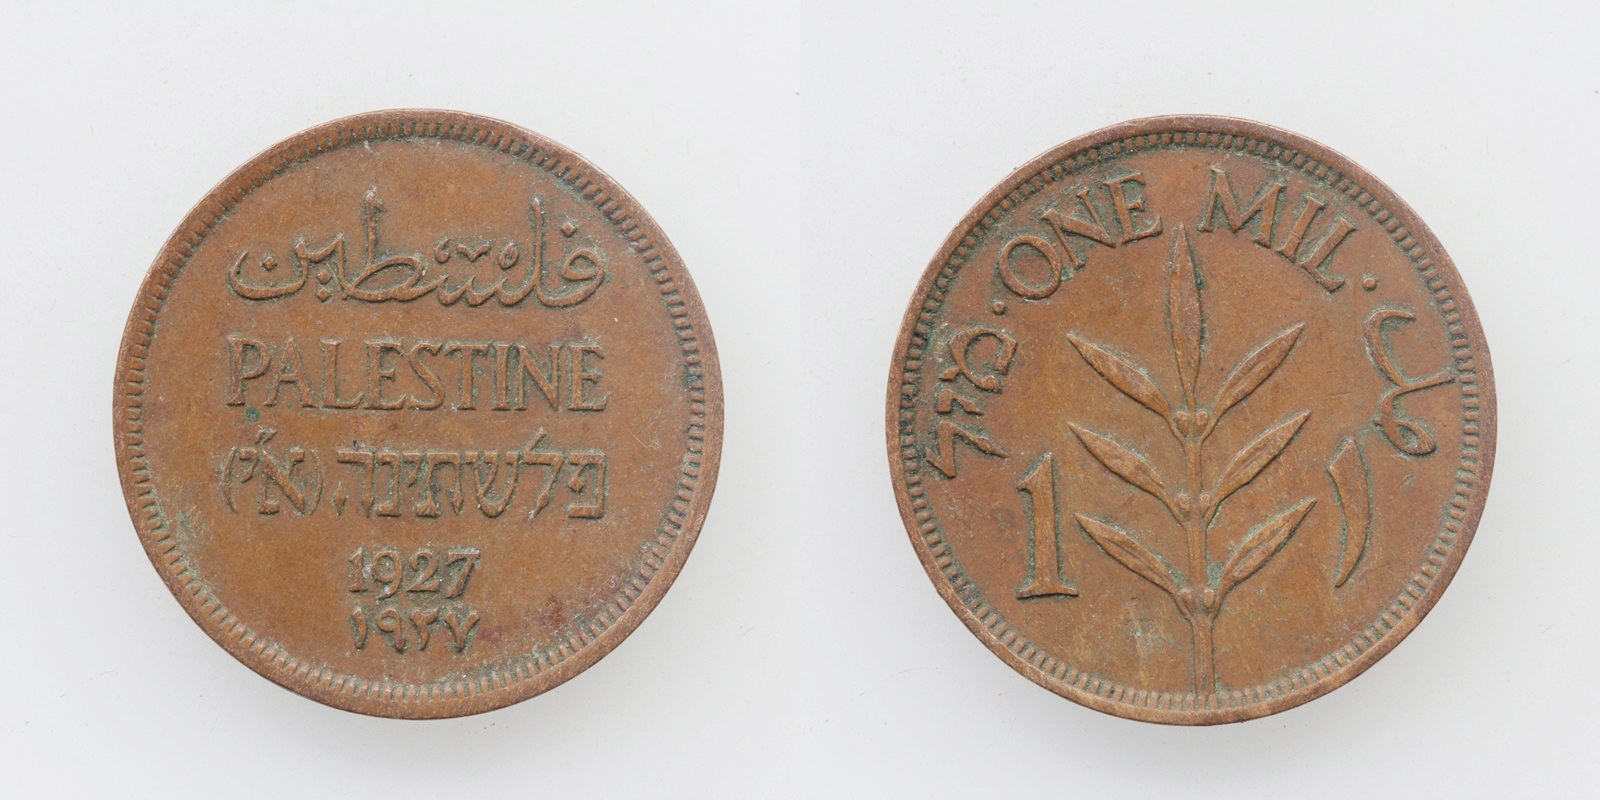 فلسطين
PALESTINE
פלשתינה (א״י)
1927
١٩٢٧
·ONE MIL·
מיל
مل
1
١